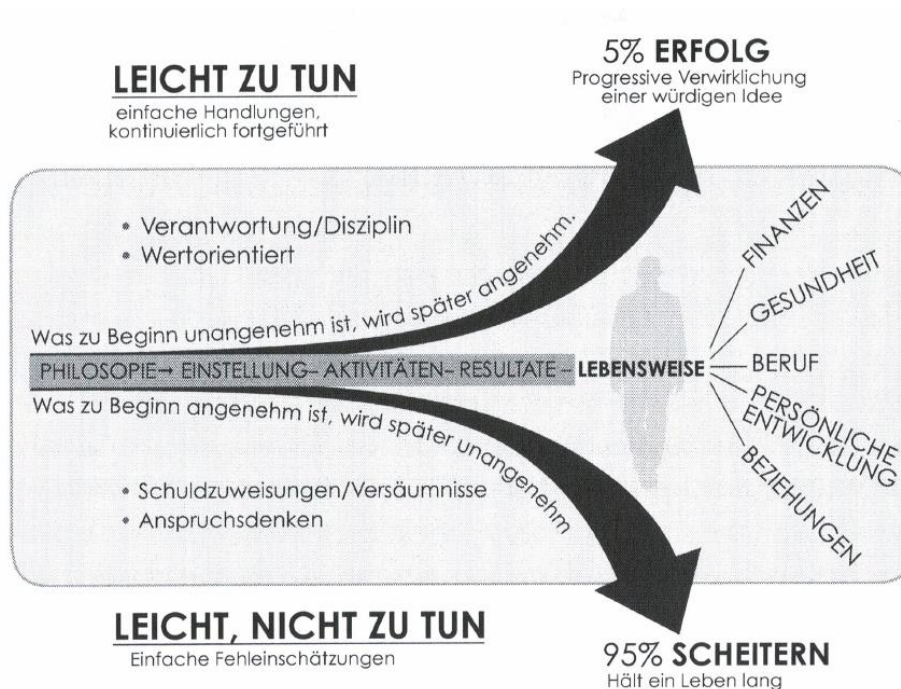 LEICHT ZU TUN
einfache Handlungen,
kontinuierlich fortgeführt
5% ERFOLG
Progressive Verwirklichung
einer würdigen Idee
• Verantwortung/Disziplin
• Wertorientiert
Was zu Beginn unangenehm ist, wird später angenehm.
PHILOSOPIE→ EINSTELLUNG– AKTIVITÄTEN– RESULTATE – LEBENSWEISE
Was zu Beginn angenehm ist, wird später unangenehm
• Schuldzuweisungen/Versäumnisse
• Anspruchsdenken
FINANZEN
GESUNDHEIT
BERUF
PERSÖNLICHE
ENTWICKLUNG
BEZIEHUNGEN
LEICHT, NICHT ZU TUN
Einfache Fehleinschätzungen
95% SCHEITERN
Hält ein Leben lang